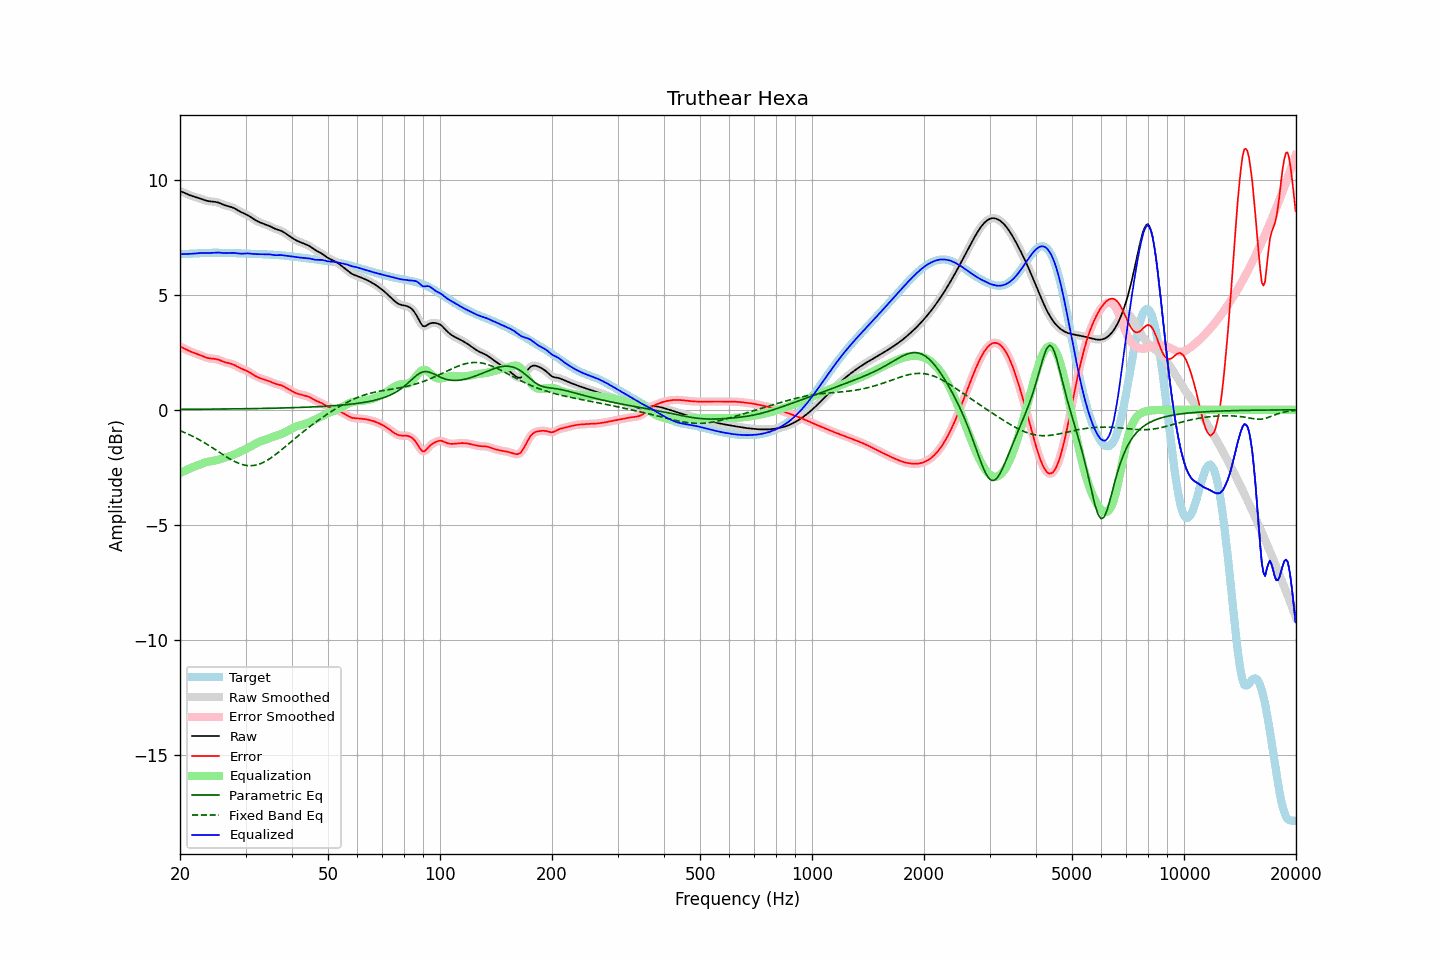 Truthear Hexa
Amplitude (dBr)
10
5
0
−5
−10
−15
Target
Raw Smoothed
Error Smoothed
Raw
Error
Equalization
Parametric Eq
Fixed Band Eq
Equalized
20
50
100
200
500
1000
2000
5000
10000
20000
Frequency (Hz)